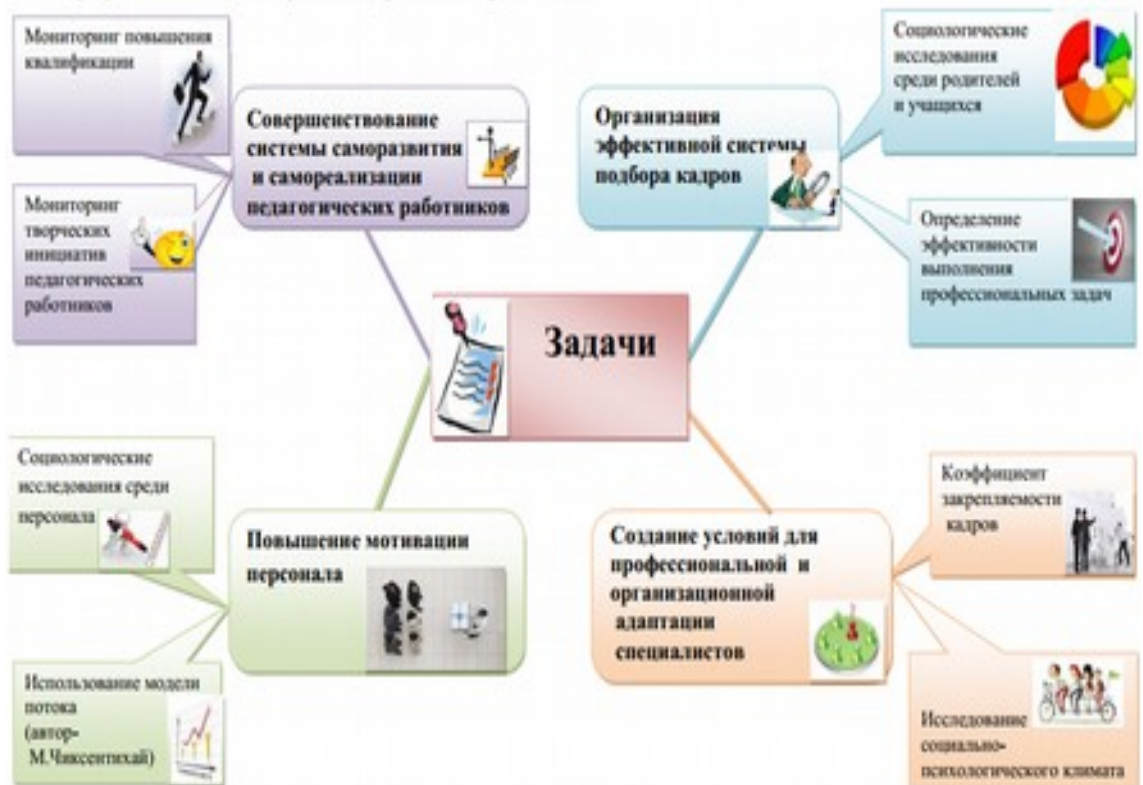 Мониторинг повышения
квалификации
Совершенствование
системы саморазвития
и самореализации
педагогических работников
Мониторинг
творческих
инициатив
педагогических
работников
Организация
эффективной системы
подбора кадров
Социологические
исследования
среди родителей
и учащихся
Определение
эффективности
выполнения
профессиональных задач
Задачи
Социологические
исследования среди
персонала
Повышение мотивации
персонала
Использование модели
потока
(автор-
М.Чиксентихай)
Создание условий для
профессиональной и
организационной
адаптации
специалистов
Коэффициент
закрепляемости
кадров
Исследование
социально-
психологического климата